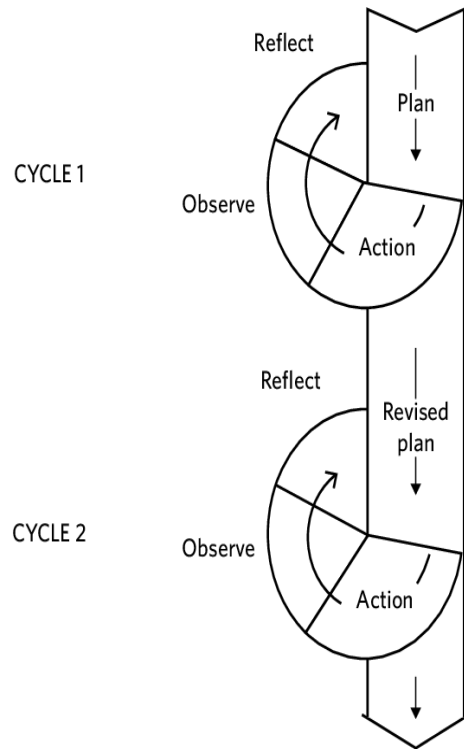 Reflect
Plan
CYCLE 1
Observe
Action
Reflect
Revised
plan
CYCLE 2
Observe
Action